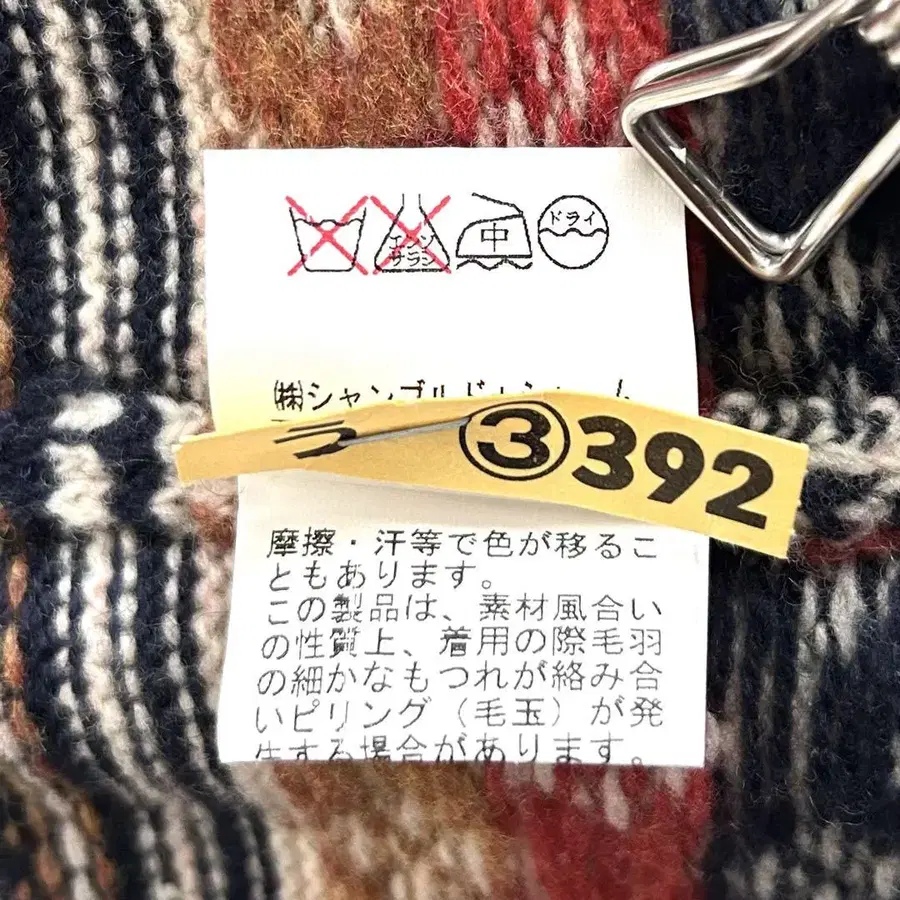 エンソ
サラシ
中
ドライ
㈱シャンブル
③392
摩擦・汗等で色が移るこ
ともあります。
この製品は、素材風合い
の性質上、着用の際毛羽
の細かなもつれが絡み合
いピリング（毛玉）が発
生する場合があります。